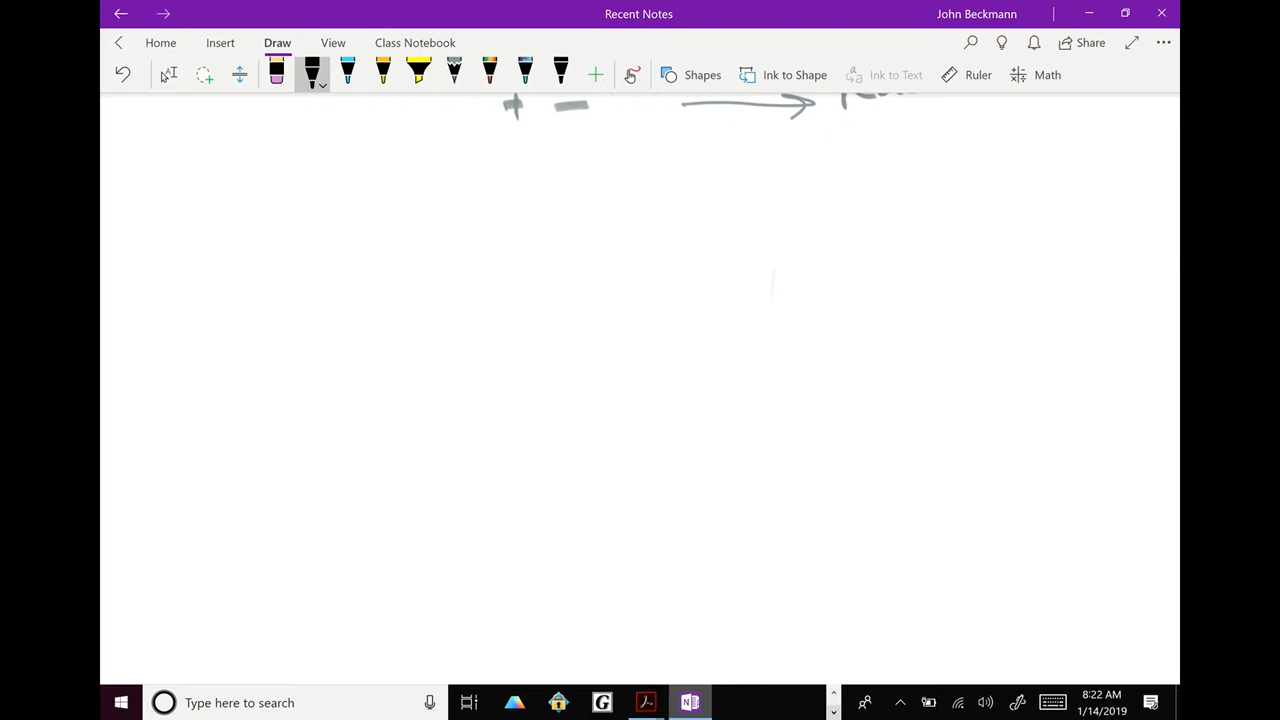 Recent Notes
John Beckmann
Home Insert Draw View Class Notebook
Share
Shapes Ink to Shape Ink to Text Ruler Math
+ -
Type here to search
G
8:22 AM
1/14/2019